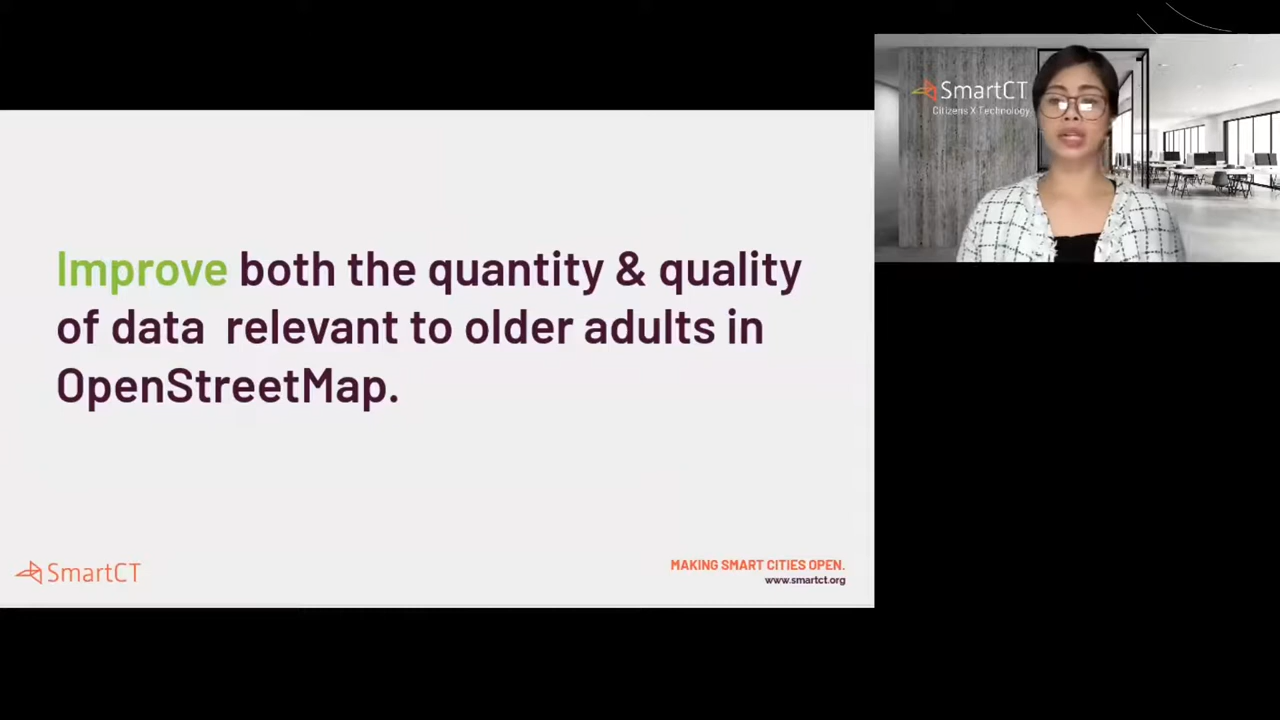 Improve both the quantity & quality
of data relevant to older adults in
OpenStreetMap.
SmartCT
MAKING SMART CITIES OPEN.
www.smartct.org
SmartCT
Citizens X Technology